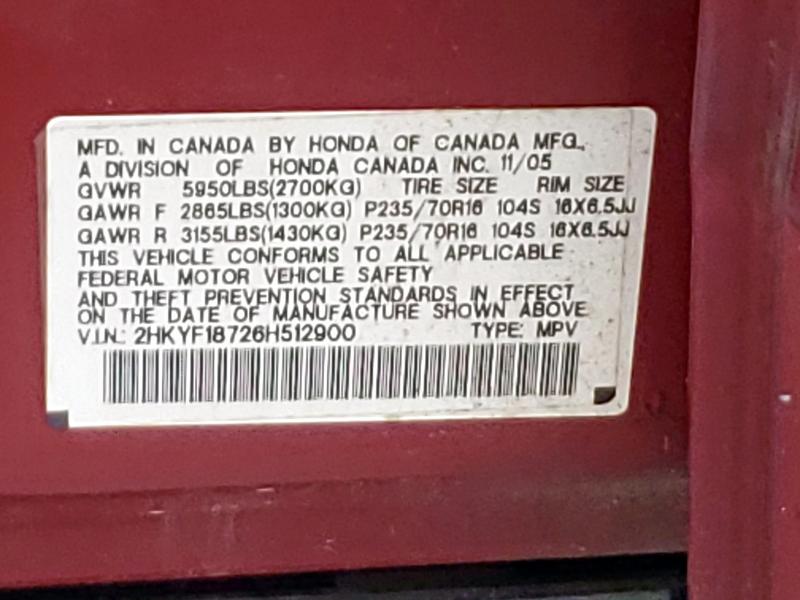 MFD. IN CANADA BY HONDA OF CANADA MFG.,
A DIVISION OF HONDA CANADA INC. 11/05
GVWR 5950LBS(2700KG) TIRE SIZE RIM SIZE
GAWR F 2865LBS(1300KG) P235/70R16 104S 16X6.5JJ
GAWR R 3155LBS(1430KG) P235/70R16 104S 16X6.5JJ
THIS VEHICLE CONFORMS TO ALL APPLICABLE
FEDERAL MOTOR VEHICLE SAFETY
AND THEFT PREVENTION STANDARDS IN EFFECT
ON THE DATE OF MANUFACTURE SHOWN ABOVE.
V.I.N.: 2HKYF18726H512900 TYPE: MPV